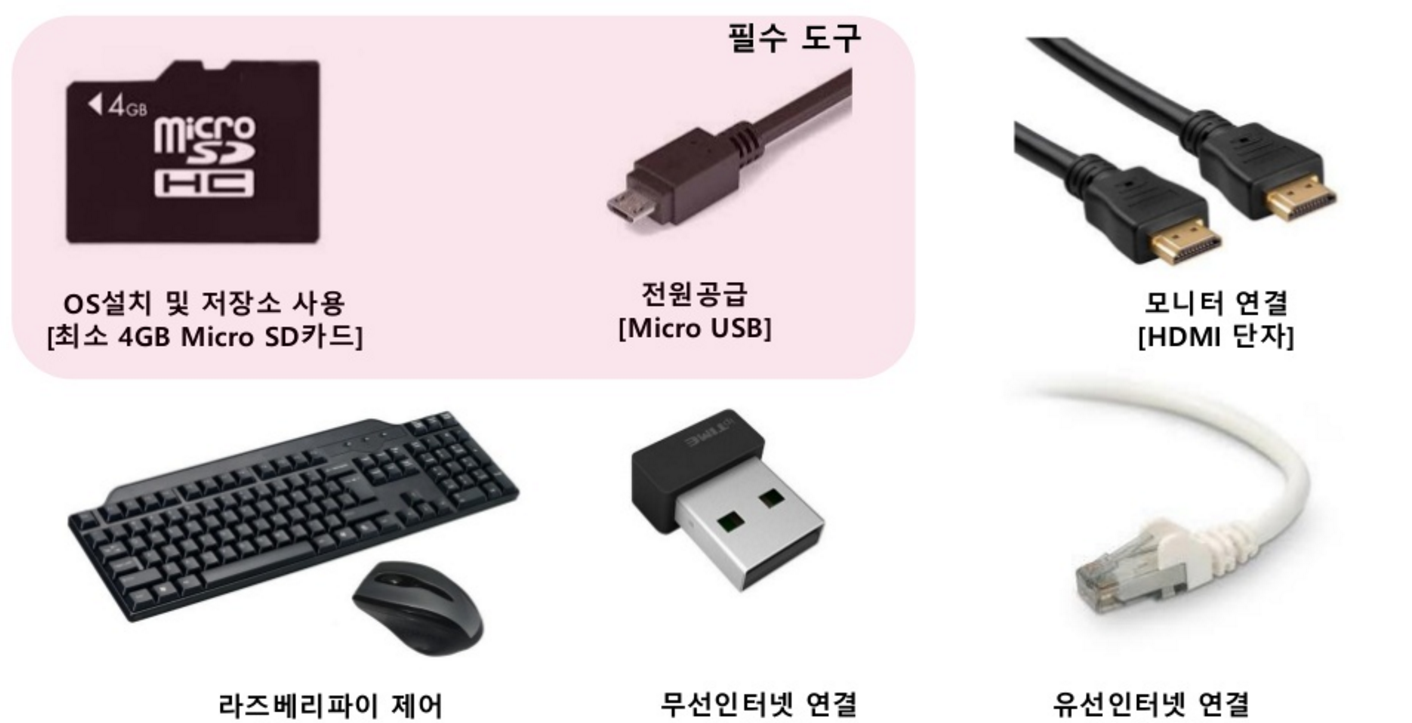 필수 도구
4GB
Micro
SD
HC
OS설치 및 저장소 사용
[최소 4GB Micro SD카드]
전원공급
[Micro USB]
모니터 연결
[HDMI 단자]
라즈베리파이 제어
무선인터넷 연결
유선인터넷 연결